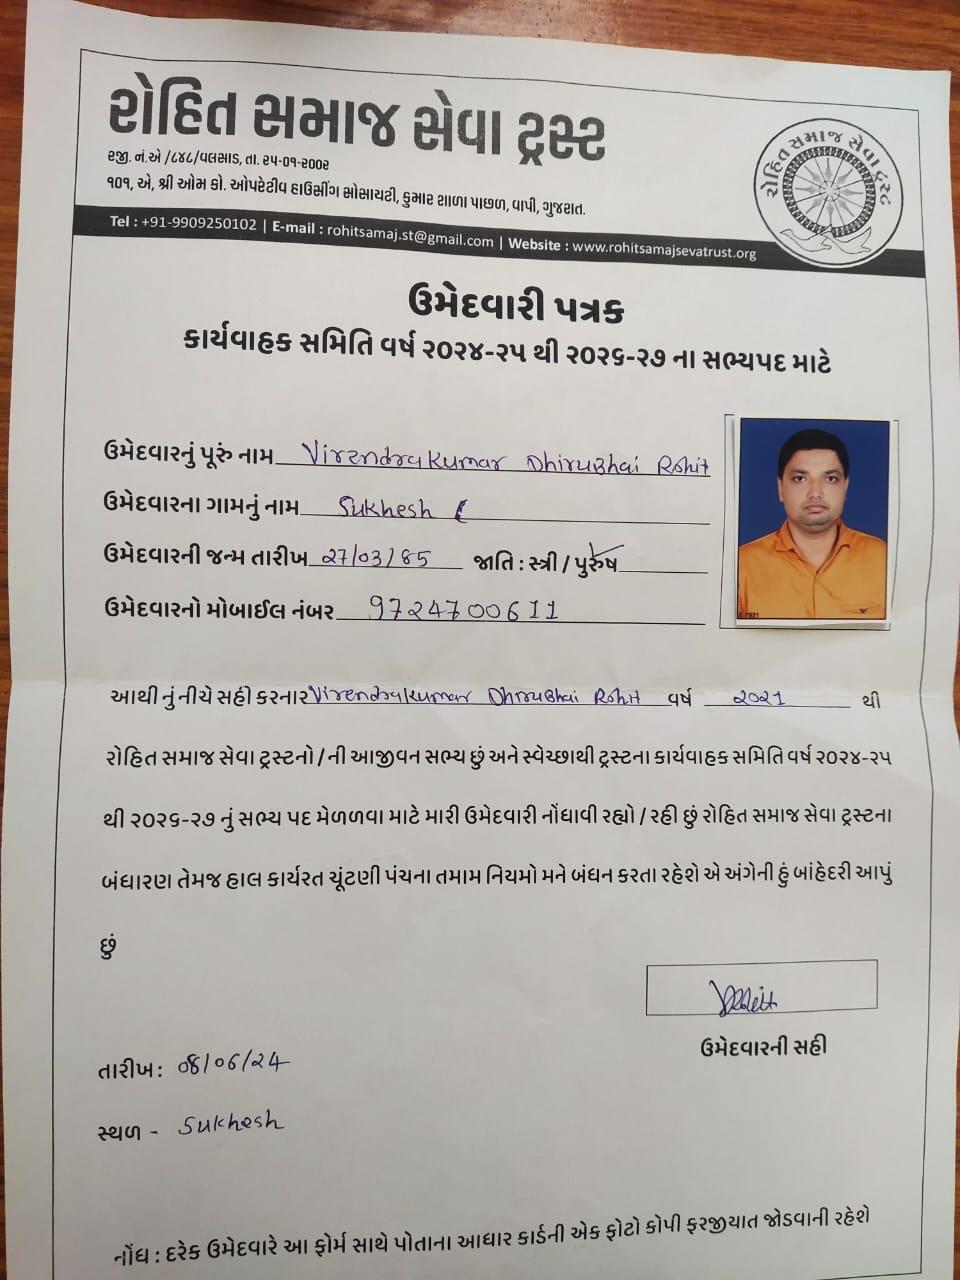 રોહિત સમાજ સેવા ટ્રસ્ટ
રજી. નં.એ /૮૪૮/વલસાડ, તા. ૨૫-૦૧-૨૦૦૨
૧૦૧, એ, શ્રી ઓમ કો. ઓપરેટીવ હાઉસીંગ સોસાયટી, કુમાર શાળા પાછળ, વાપી, ગુજરાત.
રોહિત સમાજ સેવા ટ્રસ્ટ
Tel : +91-9909250102 | E-mail : rohitsamaj.st@gmail.com | Website : www.rohitsamajsevatrust.org
ઉમેદવારી પત્રક
કાર્યવાહક સમિતિ વર્ષ ૨૦૨૪-૨૫ થી ૨૦૨૬-૨૭ ના સભ્યપદ માટે
ઉમેદવારનું પૂરું નામ Virendrakumar Dhirubhai Rohit
ઉમેદવારના ગામનું નામ Sukhesh
ઉમેદવારની જન્મ તારીખ 27/03/85 જાતિ : સ્ત્રી / પુરુષ
ઉમેદવારનો મોબાઈલ નંબર 9724700611
આથી નું નીચે સહી કરનાર Virendrakumar Dhirubhai Rohit વર્ષ 2021 થી
રોહિત સમાજ સેવા ટ્રસ્ટનો / ની આજીવન સભ્ય છું અને સ્વેચ્છાથી ટ્રસ્ટના કાર્યવાહક સમિતિ વર્ષ ૨૦૨૪-૨૫
થી ૨૦૨૬-૨૭ નું સભ્ય પદ મેળળવા માટે મારી ઉમેદવારી નોંધાવી રહ્યો / રહી છું રોહિત સમાજ સેવા ટ્રસ્ટના
બંધારણ તેમજ હાલ કાર્યરત ચૂંટણી પંચના તમામ નિયમો મને બંધન કરતા રહેશે એ અંગેની હું બાંહેદરી આપું
છું
ઉમેદવારની સહી
તારીખ : 08/06/24
સ્થળ - Sukhesh
નોંધ : દરેક ઉમેદવારે આ ફોર્મ સાથે પોતાના આધાર કાર્ડની એક ફોટો કોપી ફરજીયાત જોડવાની રહેશે